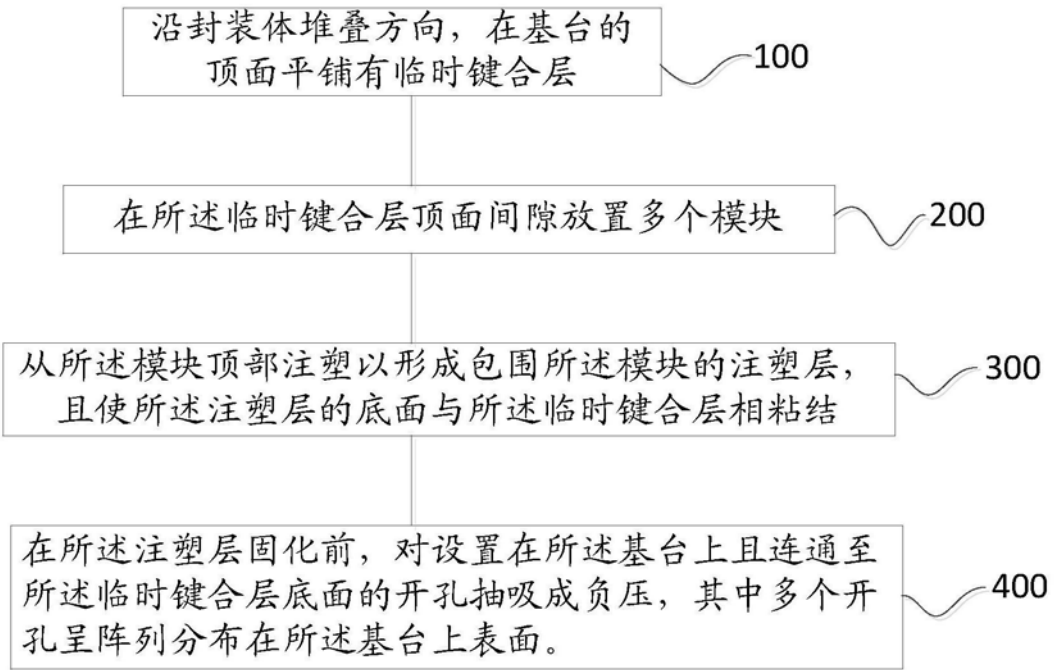 沿封装体堆叠方向，在基台的
顶面平铺有临时键合层
100
在所述临时键合层顶面间隙放置多个模块
200
从所述模块顶部注塑以形成包围所述模块的注塑层，
且使所述注塑层的底面与所述临时键合层相粘结
300
在所述注塑层固化前，对设置在所述基台上且连通至
所述临时键合层底面的开孔抽吸成负压，其中多个开
孔呈阵列分布在所述基台上表面。
400